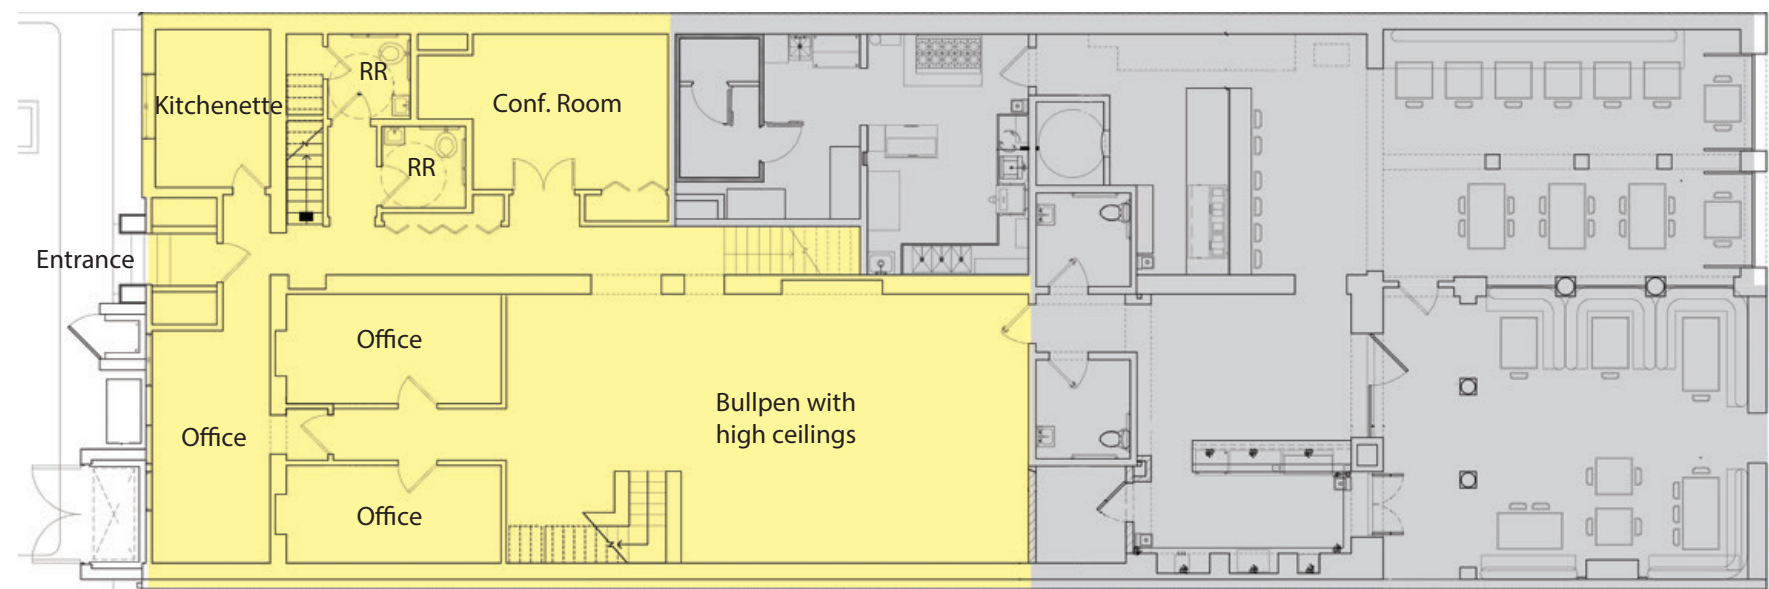 RR
Kitchenette
Conf. Room
RR
Entrance
Office
Bullpen with
high ceilings
Office
Office